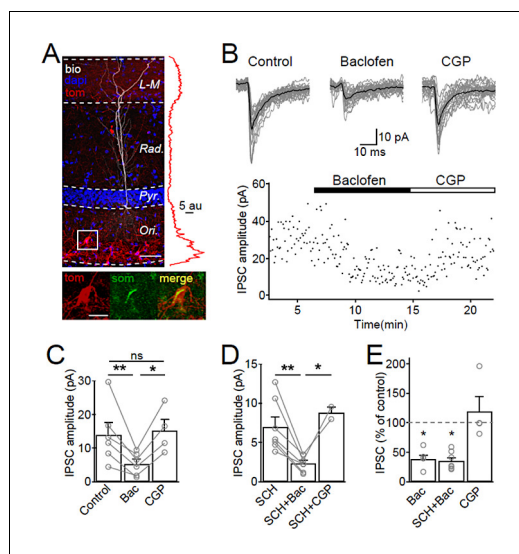 A
bio
dapi
tom
L-M
Rad.
Pyr.
Ori.
5 au
tom
som
merge
B
Control
Baclofen
CGP
10 pA
10 ms
Baclofen
CGP
IPSC amplitude (pA)
60
40
20
0
5
10
15
20
Time(min)
C
ns
**
*
IPSC amplitude (pA)
30
20
10
0
Control
Bac
CGP
D
**
*
IPSC amplitude (pA)
15
10
5
0
SCH
SCH+Bac
SCH+CGP
E
IPSC (% of control)
200
150
100
50
0
*
*
Bac
SCH+Bac
CGP